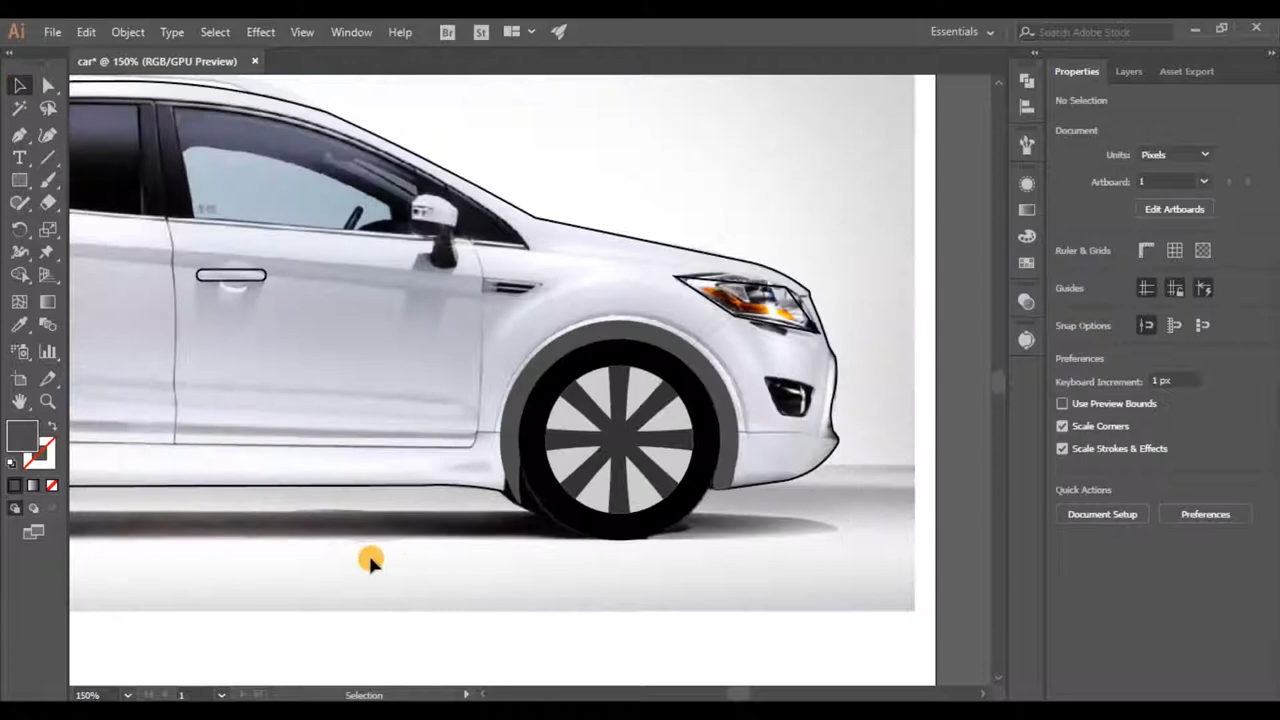 Ai File Edit Object Type Select Effect View Window Help Br St Essentials Search Adobe Stock
car* @ 150% (RGB/GPU Preview) ×
Properties Layers Asset Export
No Selection
Document
Units: Pixels
Artboard: 1
Edit Artboards
Ruler & Grids
Guides
Snap Options
Preferences
Keyboard Increment: 1 px
Use Preview Bounds
Scale Corners
Scale Strokes & Effects
Quick Actions
Document Setup Preferences
150% 1 Selection